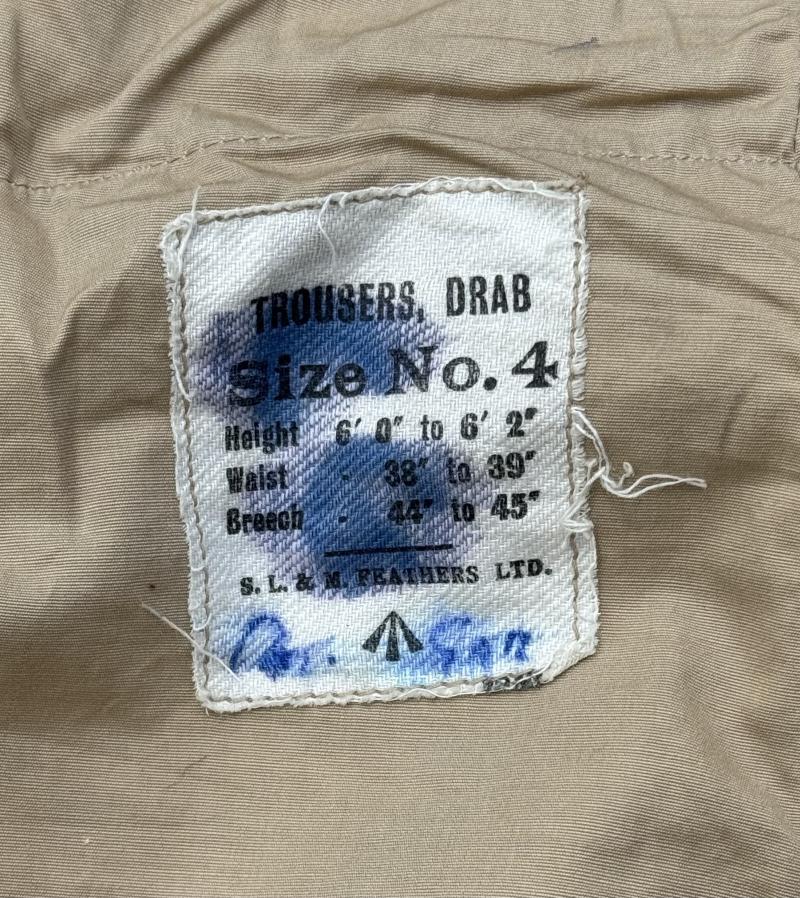 TROUSERS, DRAB
Size No. 4
Height 6' 0" to 6' 2"
Waist - 38" to 39"
Breech - 44" to 45"
S. L. & M. FEATHERS LTD.